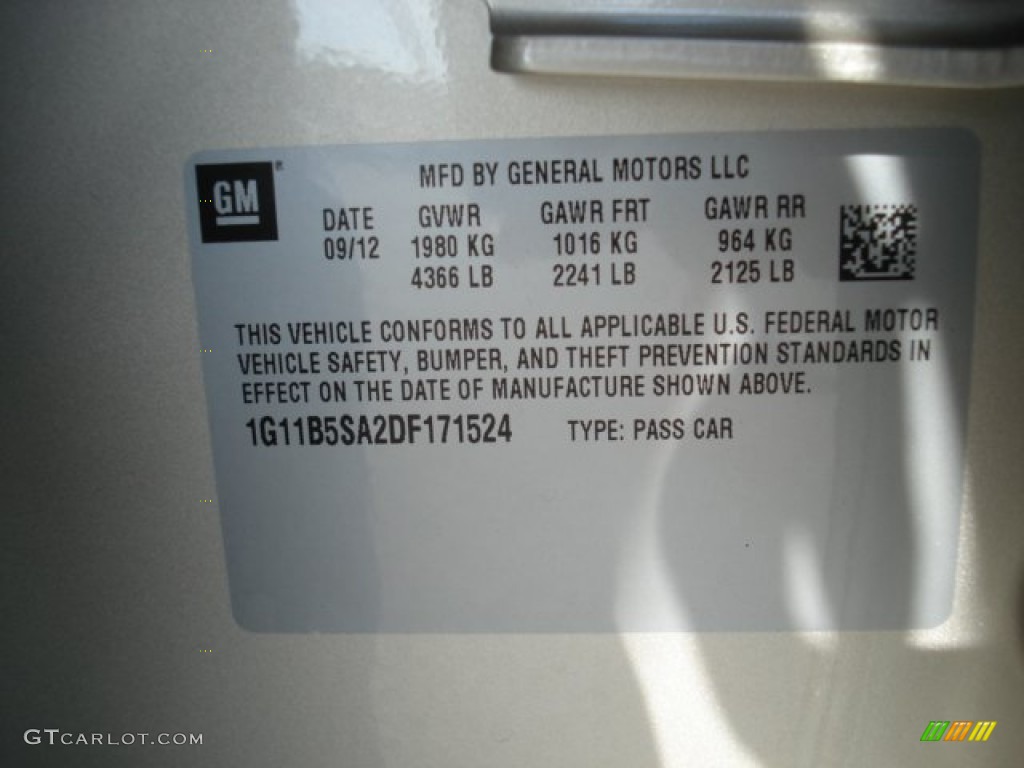 GM®
MFD BY GENERAL MOTORS LLC
DATE GVWR GAWR FRT GAWR RR
09/12 1980 KG 1016 KG 964 KG
4366 LB 2241 LB 2125 LB
THIS VEHICLE CONFORMS TO ALL APPLICABLE U.S. FEDERAL MOTOR
VEHICLE SAFETY, BUMPER, AND THEFT PREVENTION STANDARDS IN
EFFECT ON THE DATE OF MANUFACTURE SHOWN ABOVE.
1G11B5SA2DF171524 TYPE: PASS CAR
GTCARLOT.COM